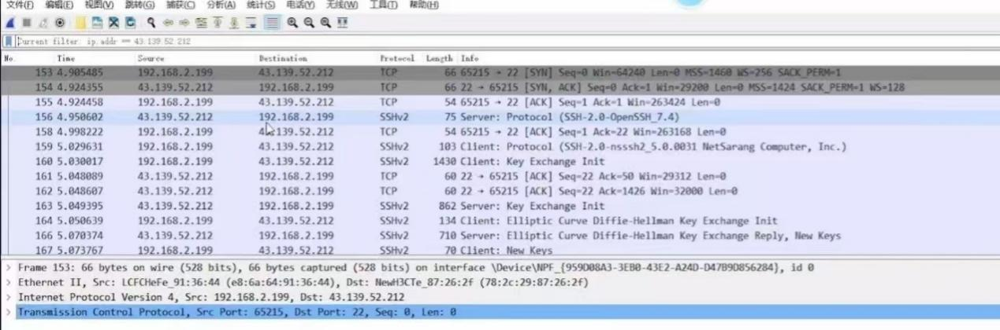 文件(F) 编辑(E) 视图(V) 跳转(G) 捕获(C) 分析(A) 统计(S) 电话(Y) 无线(W) 工具(T) 帮助(H)
Current filter: ip.addr == 43.139.52.212
No. Time Source Destination Protocol Length Info
153 4.905485 192.168.2.199 43.139.52.212 TCP 66 65215 → 22 [SYN] Seq=0 Win=64240 Len=0 MSS=1460 WS=256 SACK_PERM=1
154 4.924355 43.139.52.212 192.168.2.199 TCP 66 22 → 65215 [SYN, ACK] Seq=0 Ack=1 Win=29200 Len=0 MSS=1424 SACK_PERM=1 WS=128
155 4.924458 192.168.2.199 43.139.52.212 TCP 54 65215 → 22 [ACK] Seq=1 Ack=1 Win=263424 Len=0
156 4.950602 43.139.52.212 192.168.2.199 SSHv2 75 Server: Protocol (SSH-2.0-OpenSSH_7.4)
158 4.998222 192.168.2.199 43.139.52.212 TCP 54 65215 → 22 [ACK] Seq=1 Ack=22 Win=263168 Len=0
159 5.029631 192.168.2.199 43.139.52.212 SSHv2 103 Client: Protocol (SSH-2.0-nsssh2_5.0.0031 NetSarang Computer, Inc.)
160 5.030017 192.168.2.199 43.139.52.212 SSHv2 1430 Client: Key Exchange Init
161 5.048089 43.139.52.212 192.168.2.199 TCP 60 22 → 65215 [ACK] Seq=22 Ack=50 Win=29312 Len=0
162 5.048607 43.139.52.212 192.168.2.199 TCP 60 22 → 65215 [ACK] Seq=22 Ack=1426 Win=32000 Len=0
163 5.049395 43.139.52.212 192.168.2.199 SSHv2 862 Server: Key Exchange Init
164 5.050639 192.168.2.199 43.139.52.212 SSHv2 134 Client: Elliptic Curve Diffie-Hellman Key Exchange Init
166 5.070374 43.139.52.212 192.168.2.199 SSHv2 710 Server: Elliptic Curve Diffie-Hellman Key Exchange Reply, New Keys
167 5.073767 192.168.2.199 43.139.52.212 SSHv2 70 Client: New Keys
Frame 153: 66 bytes on wire (528 bits), 66 bytes captured (528 bits) on interface \Device\NPF_{959D08A3-3EB0-43E2-A24D-D47B9D856284}, id 0
Ethernet II, Src: LCFCHeFe_91:36:44 (e8:6a:64:91:36:44), Dst: NewH3CTe_87:26:2f (78:2c:29:87:26:2f)
Internet Protocol Version 4, Src: 192.168.2.199, Dst: 43.139.52.212
Transmission Control Protocol, Src Port: 65215, Dst Port: 22, Seq: 0, Len: 0